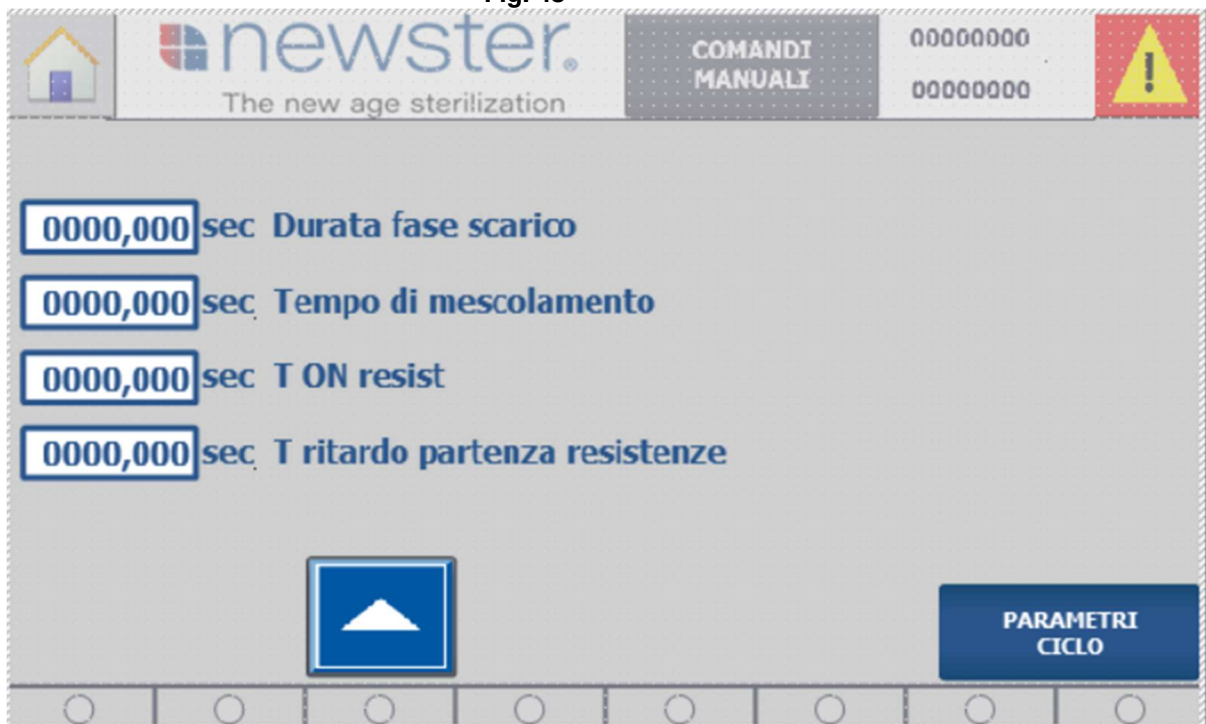 newster®
The new age sterilization
COMANDI
MANUALI
00000000
00000000
0000,000 sec Durata fase scarico
0000,000 sec Tempo di mescolamento
0000,000 sec T ON resist
0000,000 sec T ritardo partenza resistenze
PARAMETRI
CICLO